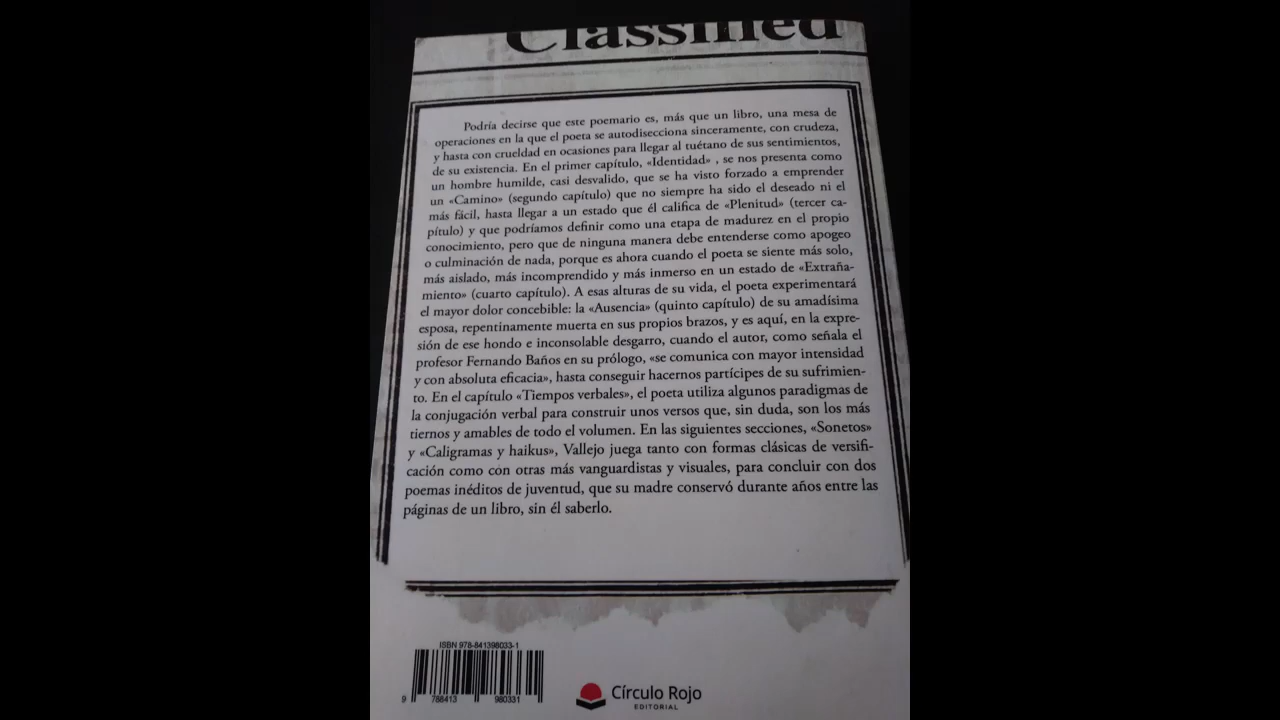 Classified
Podría decirse que este poemario es, más que un libro, una mesa de
operaciones en la que el poeta se autodisecciona sinceramente, con crudeza,
y hasta con crueldad en ocasiones para llegar al tuétano de sus sentimientos,
de su existencia. En el primer capítulo, «Identidad» , se nos presenta como
un hombre humilde, casi desvalido, que se ha visto forzado a emprender
un «Camino» (segundo capítulo) que no siempre ha sido el deseado ni el
más fácil, hasta llegar a un estado que él califica de «Plenitud» (tercer ca-
pítulo) y que podríamos definir como una etapa de madurez en el propio
conocimiento, pero que de ninguna manera debe entenderse como apogeo
o culminación de nada, porque es ahora cuando el poeta se siente más solo,
más aislado, más incomprendido y más inmerso en un estado de «Extraña-
miento» (cuarto capítulo). A esas alturas de su vida, el poeta experimentará
el mayor dolor concebible: la «Ausencia» (quinto capítulo) de su amadísima
esposa, repentinamente muerta en sus propios brazos, y es aquí, en la expre-
sión de ese hondo e inconsolable desgarro, cuando el autor, como señala el
profesor Fernando Baños en su prólogo, «se comunica con mayor intensidad
y con absoluta eficacia», hasta conseguir hacernos partícipes de su sufrimien-
to. En el capítulo «Tiempos verbales», el poeta utiliza algunos paradigmas de
la conjugación verbal para construir unos versos que, sin duda, son los más
tiernos y amables de todo el volumen. En las siguientes secciones, «Sonetos»
y «Caligramas y haikus», Vallejo juega tanto con formas clásicas de versifi-
cación como con otras más vanguardistas y visuales, para concluir con dos
poemas inéditos de juventud, que su madre conservó durante años entre las
páginas de un libro, sin él saberlo.
ISBN 978-841398033-1
9 788413 980331
Círculo Rojo
EDITORIAL